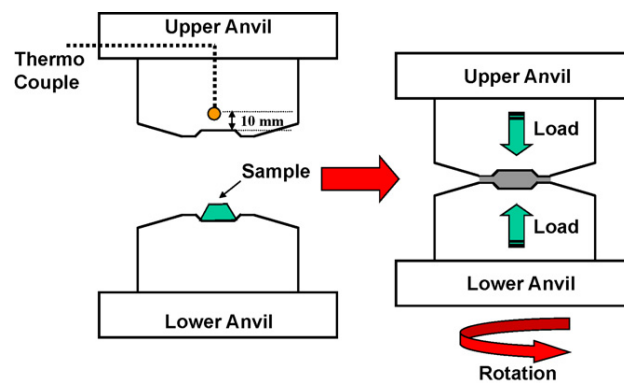 Upper Anvil
Thermo
Couple
10 mm
Sample
Lower Anvil
Upper Anvil
Load
Load
Lower Anvil
Rotation